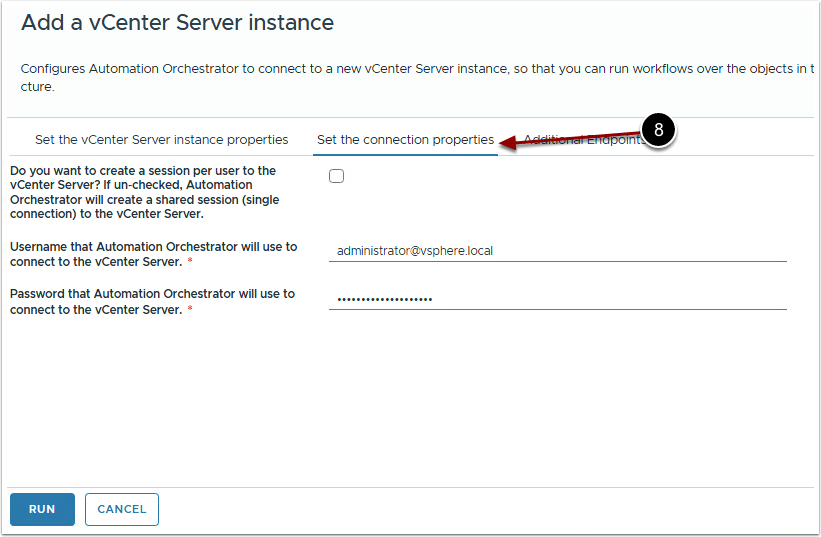 Add a vCenter Server instance
Configures Automation Orchestrator to connect to a new vCenter Server instance, so that you can run workflows over the objects in t
cture.
Set the vCenter Server instance properties
Set the connection properties
Additional Endpoints
8
Do you want to create a session per user to the
vCenter Server? If un-checked, Automation
Orchestrator will create a shared session (single
connection) to the vCenter Server.
Username that Automation Orchestrator will use to
connect to the vCenter Server. *
administrator@vsphere.local
Password that Automation Orchestrator will use to
connect to the vCenter Server. *
••••••••••••••••••••
RUN
CANCEL